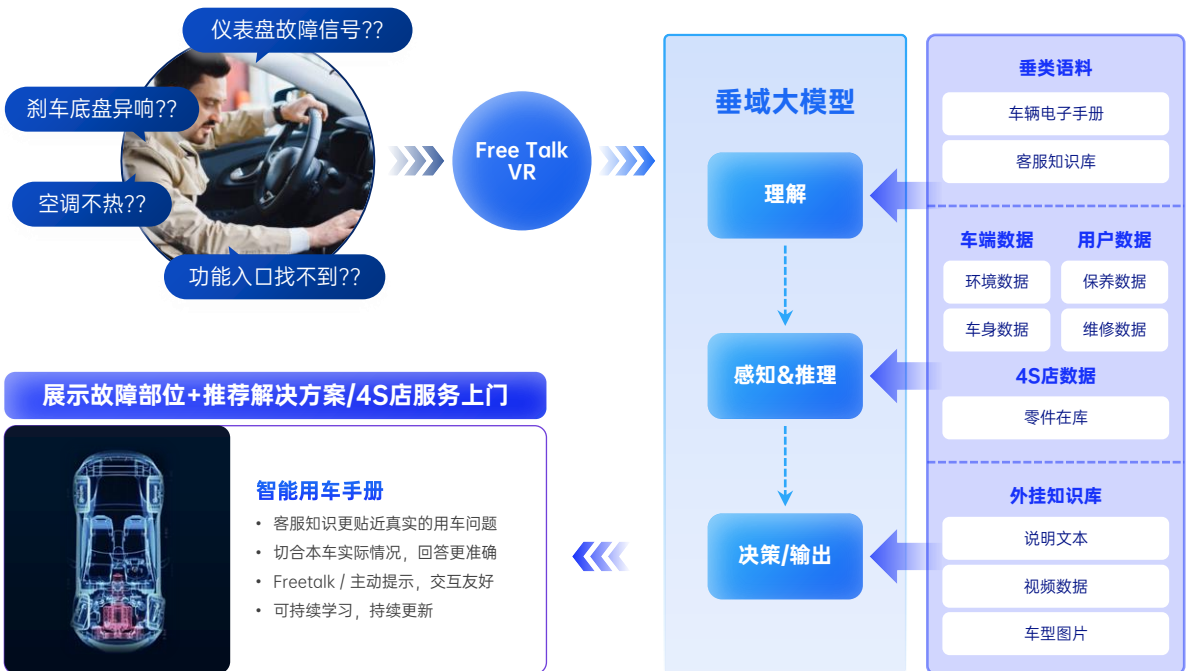 仪表盘故障信号??
刹车底盘异响??
空调不热??
功能入口找不到??
Free Talk
VR
垂域大模型
理解
感知&推理
决策/输出
垂类语料
车辆电子手册
客服知识库
车端数据 用户数据
环境数据 保养数据
车身数据 维修数据
4S店数据
零件在库
外挂知识库
说明文本
视频数据
车型图片
展示故障部位+推荐解决方案/4S店服务上门
智能用车手册
• 客服知识更贴近真实的用车问题
• 切合本车实际情况，回答更准确
• Freetalk / 主动提示，交互友好
• 可持续学习，持续更新